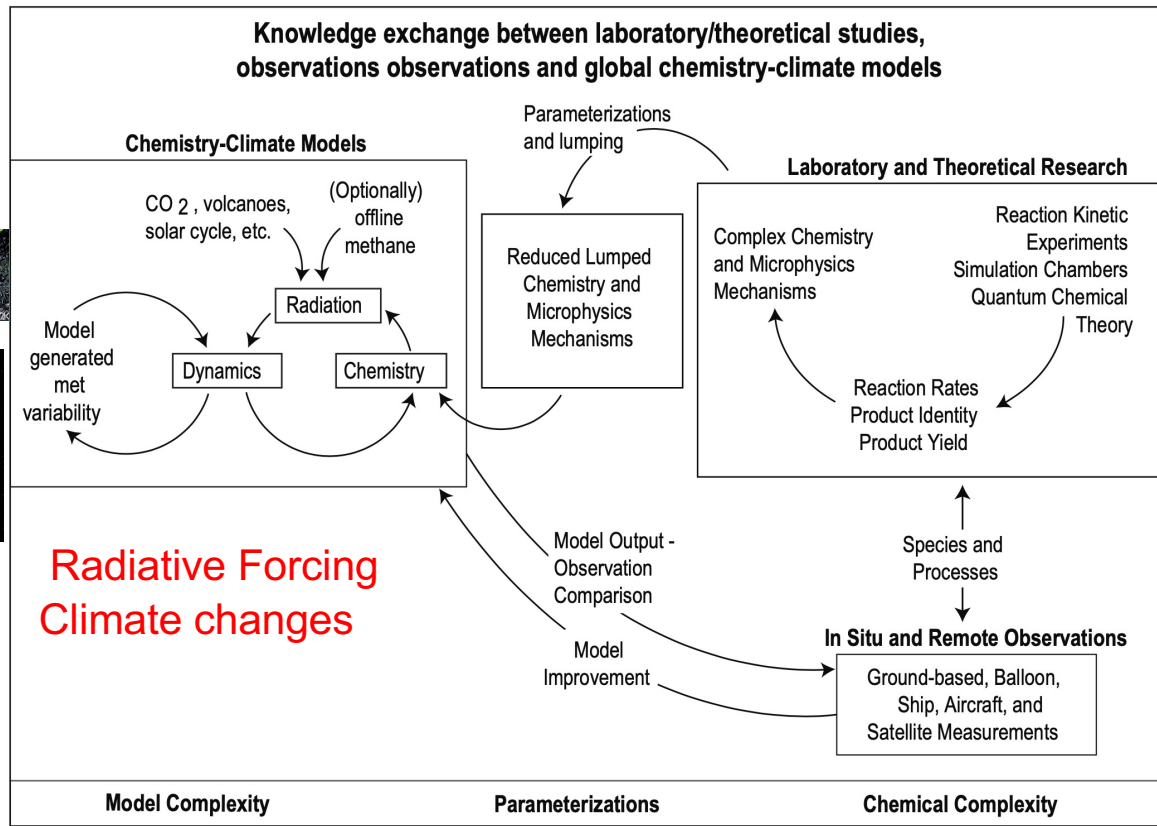 Knowledge exchange between laboratory/theoretical studies,
observations observations and global chemistry-climate models
Chemistry-Climate Models
CO 2 , volcanoes,
solar cycle, etc.
(Optionally)
offline
methane
Radiation
Model
generated
met
variability
Dynamics
Chemistry
Parameterizations
and lumping
Reduced Lumped
Chemistry and
Microphysics
Mechanisms
Laboratory and Theoretical Research
Complex Chemistry
and Microphysics
Mechanisms
Reaction Kinetic
Experiments
Simulation Chambers
Quantum Chemical
Theory
Reaction Rates
Product Identity
Product Yield
Radiative Forcing
Climate changes
Model Output -
Observation
Comparison
Model
Improvement
Species and
Processes
In Situ and Remote Observations
Ground-based, Balloon,
Ship, Aircraft, and
Satellite Measurements
Model Complexity
Parameterizations
Chemical Complexity